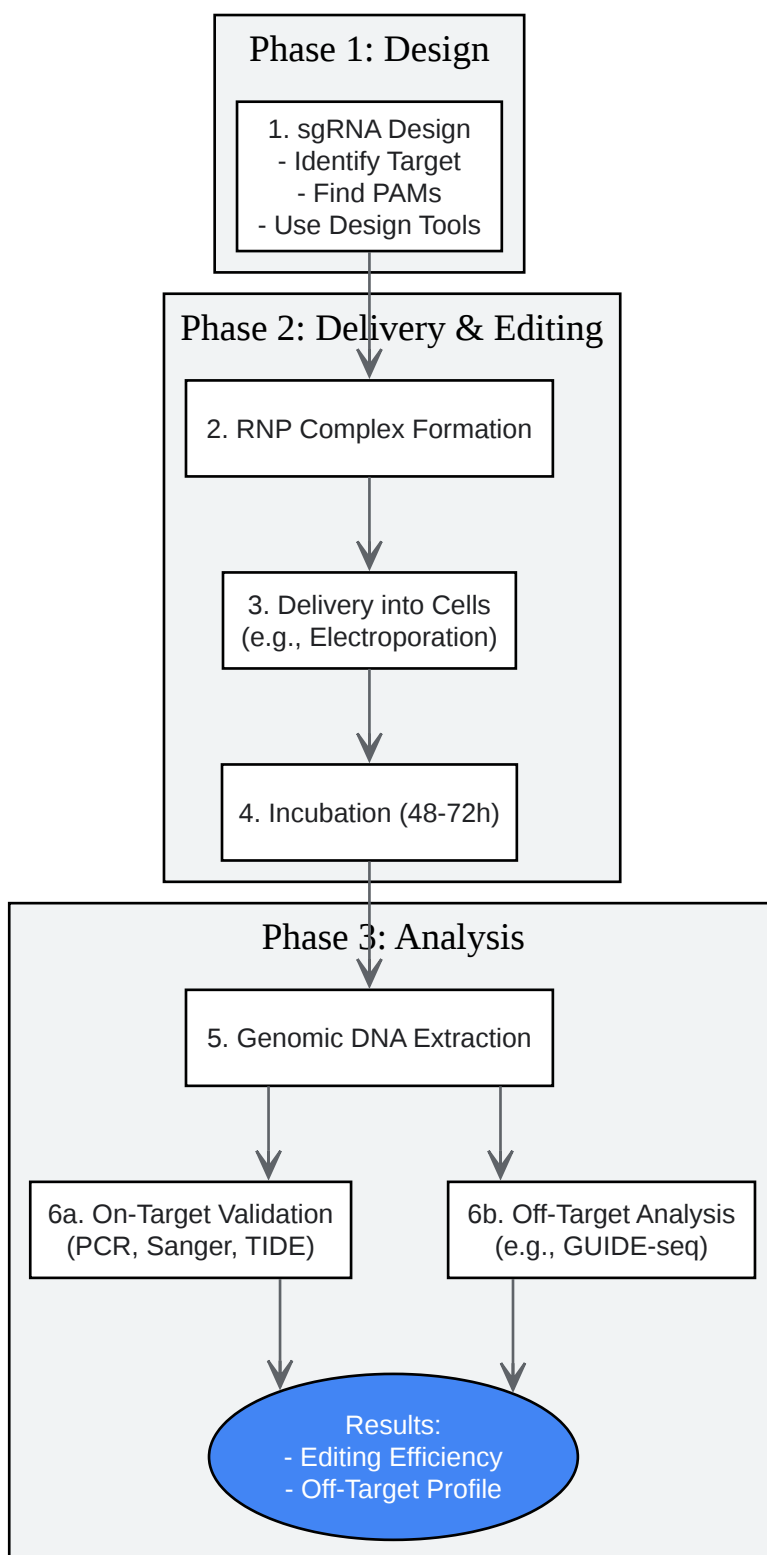 Phase 1: Design
1. sgRNA Design
- Identify Target
- Find PAMs
- Use Design Tools
Phase 2: Delivery & Editing
2. RNP Complex Formation
3. Delivery into Cells
(e.g., Electroporation)
4. Incubation (48-72h)
Phase 3: Analysis
5. Genomic DNA Extraction
6a. On-Target Validation
(PCR, Sanger, TIDE)
6b. Off-Target Analysis
(e.g., GUIDE-seq)
Results:
- Editing Efficiency
- Off-Target Profile